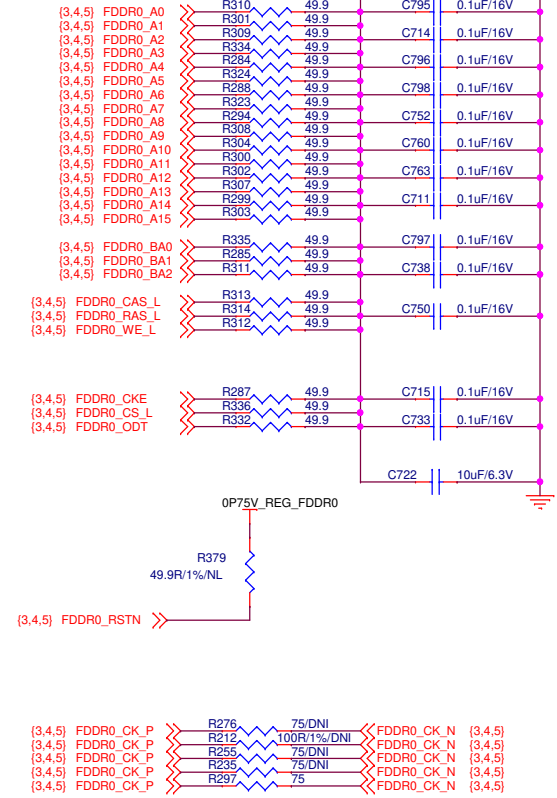 {3,4,5} FDDR0_A0 R310 49.9 C795 0.1uF/16V
{3,4,5} FDDR0_A1 R301 49.9
{3,4,5} FDDR0_A2 R309 49.9 C714 0.1uF/16V
{3,4,5} FDDR0_A3 R334 49.9
{3,4,5} FDDR0_A4 R284 49.9 C796 0.1uF/16V
{3,4,5} FDDR0_A5 R324 49.9
{3,4,5} FDDR0_A6 R288 49.9 C798 0.1uF/16V
{3,4,5} FDDR0_A7 R323 49.9
{3,4,5} FDDR0_A8 R294 49.9 C752 0.1uF/16V
{3,4,5} FDDR0_A9 R308 49.9
{3,4,5} FDDR0_A10 R304 49.9 C760 0.1uF/16V
{3,4,5} FDDR0_A11 R300 49.9
{3,4,5} FDDR0_A12 R302 49.9 C763 0.1uF/16V
{3,4,5} FDDR0_A13 R307 49.9
{3,4,5} FDDR0_A14 R299 49.9 C711 0.1uF/16V
{3,4,5} FDDR0_A15 R303 49.9
{3,4,5} FDDR0_BA0 R335 49.9 C797 0.1uF/16V
{3,4,5} FDDR0_BA1 R285 49.9
{3,4,5} FDDR0_BA2 R311 49.9 C738 0.1uF/16V
{3,4,5} FDDR0_CAS_L R313 49.9
{3,4,5} FDDR0_RAS_L R314 49.9 C750 0.1uF/16V
{3,4,5} FDDR0_WE_L R312 49.9
{3,4,5} FDDR0_CKE R287 49.9 C715 0.1uF/16V
{3,4,5} FDDR0_CS_L R336 49.9
{3,4,5} FDDR0_ODT R332 49.9 C733 0.1uF/16V
C722 10uF/6.3V
0P75V_REG_FDDR0
R379
49.9R/1%/NL
{3,4,5} FDDR0_RSTN
{3,4,5} FDDR0_CK_P R276 75/DNI FDDR0_CK_N {3,4,5}
{3,4,5} FDDR0_CK_P R212 100R/1%/DNI FDDR0_CK_N {3,4,5}
{3,4,5} FDDR0_CK_P R255 75/DNI FDDR0_CK_N {3,4,5}
{3,4,5} FDDR0_CK_P R235 75/DNI FDDR0_CK_N {3,4,5}
{3,4,5} FDDR0_CK_P R297 75 FDDR0_CK_N {3,4,5}